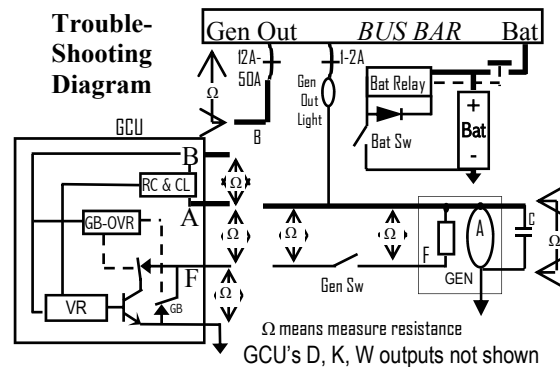 Trouble-
Shooting
Diagram
Gen Out BUS BAR Bat
12A-
50A
1-2A
Gen
Out
Light
Bat Relay
Bat Sw
+
Bat
-
Ω
B
GCU
B
RC & CL
Ω
A
GB-OVR
Ω
Ω
Ω
F
A
C
Ω
F
Ω
GEN
VR
GB
Gen Sw
Ω means measure resistance
GCU's D, K, W outputs not shown